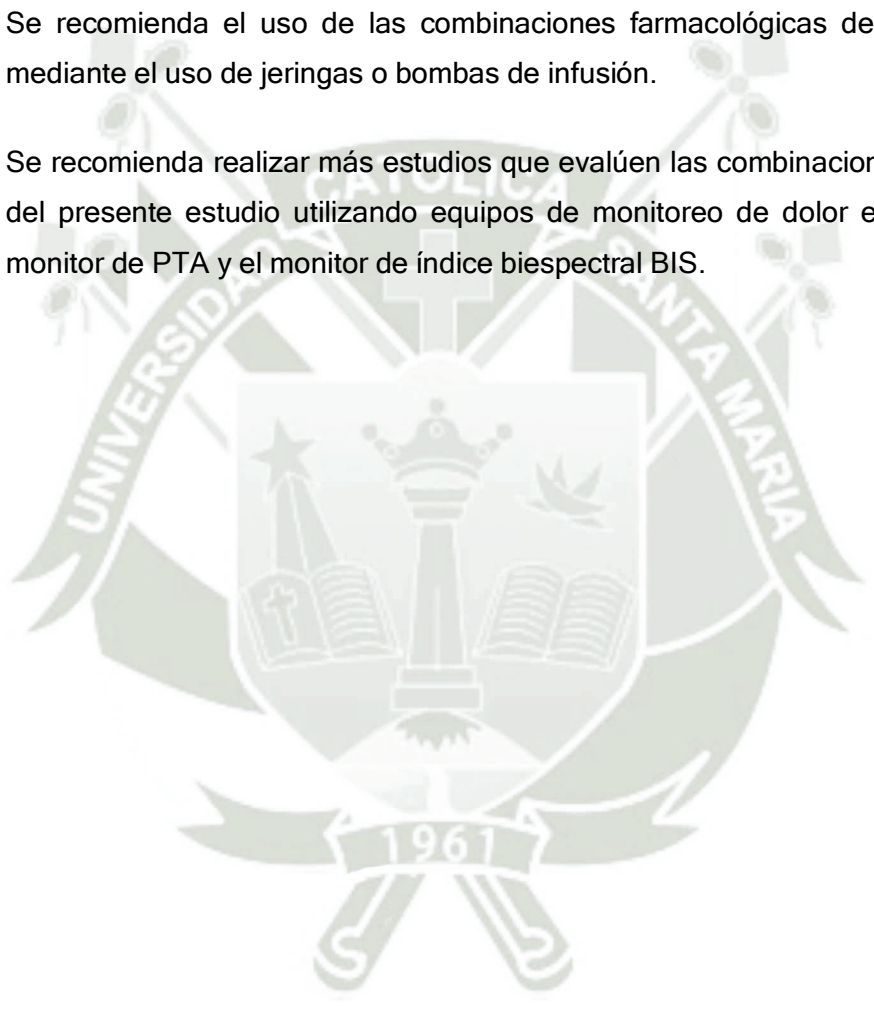 Se recomienda el uso de las combinaciones farmacológicas de
mediante el uso de jeringas o bombas de infusión.
Se recomienda realizar más estudios que evalúen las combinacion
del presente estudio utilizando equipos de monitoreo de dolor e
monitor de PTA y el monitor de índice biespectral BIS.
UNIVERSIDAD CATOLICA SANTA MARIA
1961